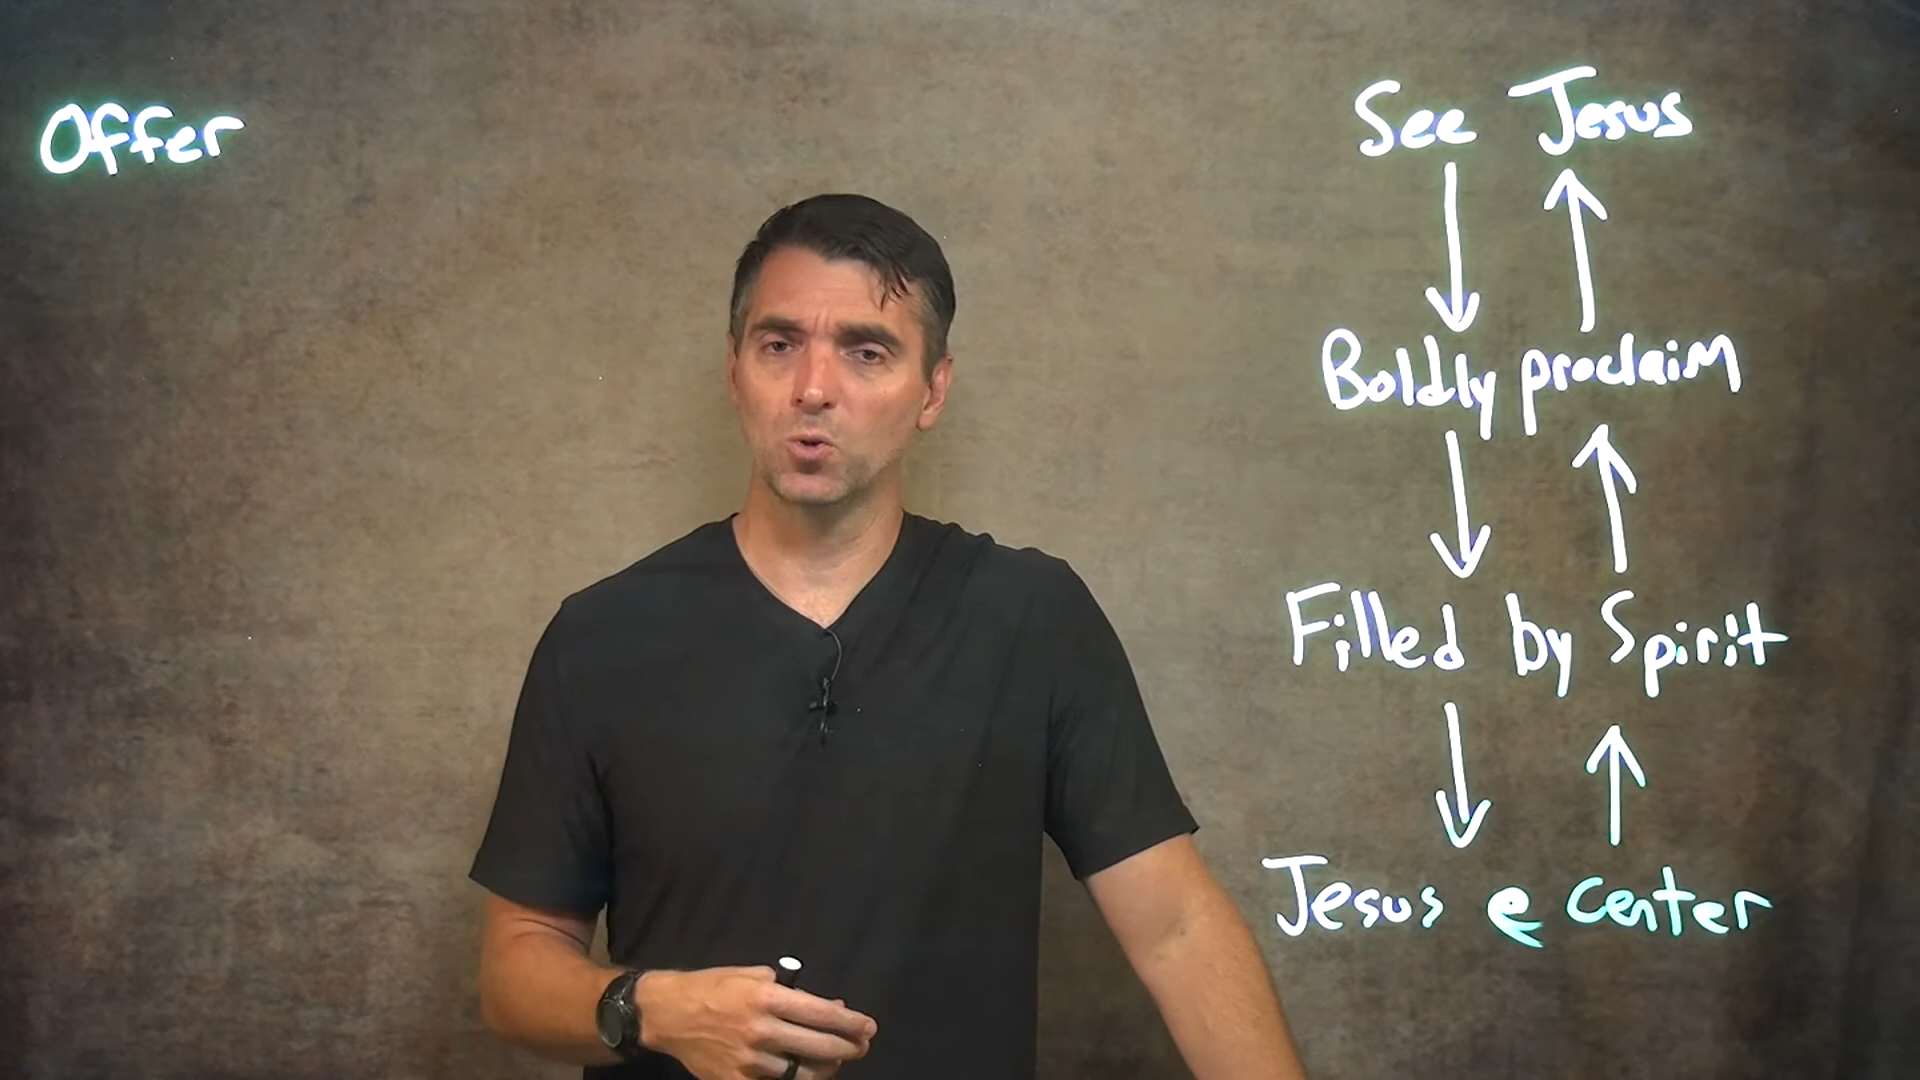 Offer
See Jesus
Boldly proclaim
Filled by Spirit
Jesus @ center